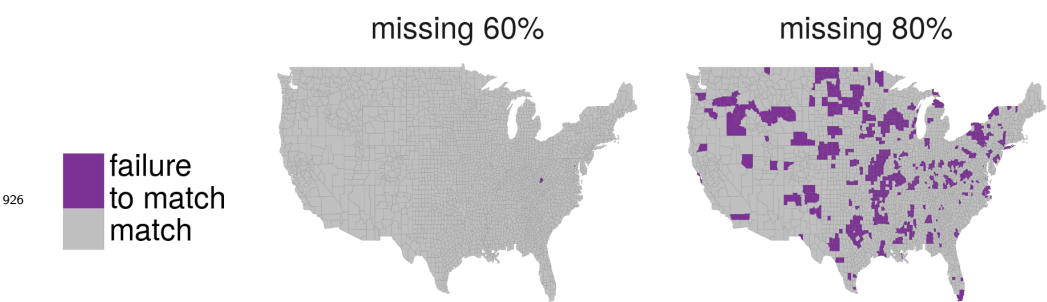 missing 60%
missing 80%
failure
to match
match
926